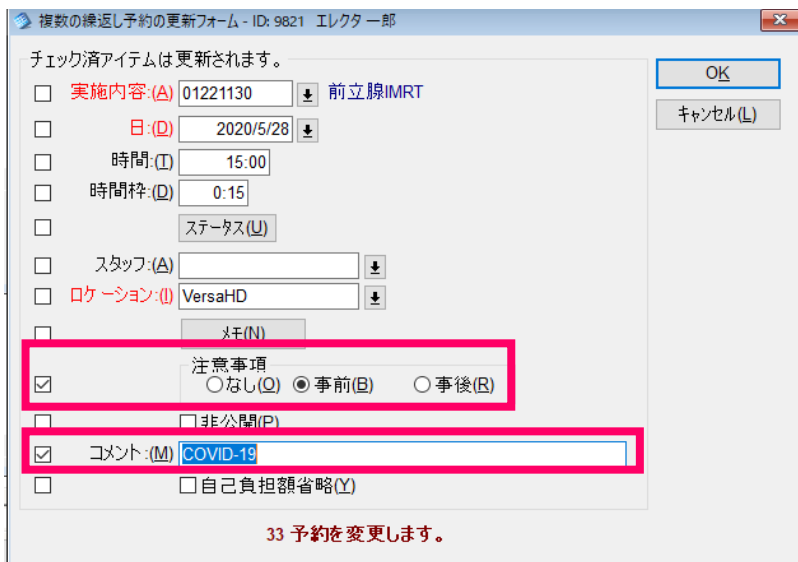 複数の繰返し予約の更新フォーム - ID: 9821 エレクタ 一郎
チェック済アイテムは更新されます。
実施内容:(A) 01221130 前立腺IMRT
日:(D) 2020/5/28
時間:(T) 15:00
時間枠:(D) 0:15
ステータス(U)
スタッフ:(A)
ロケーション:(I) VersaHD
メモ(N)
注意事項
なし(O) 事前(B) 事後(R)
非公開(P)
コメント:(M) COVID-19
自己負担額省略(Y)
33 予約を変更します。
OK
キャンセル(L)